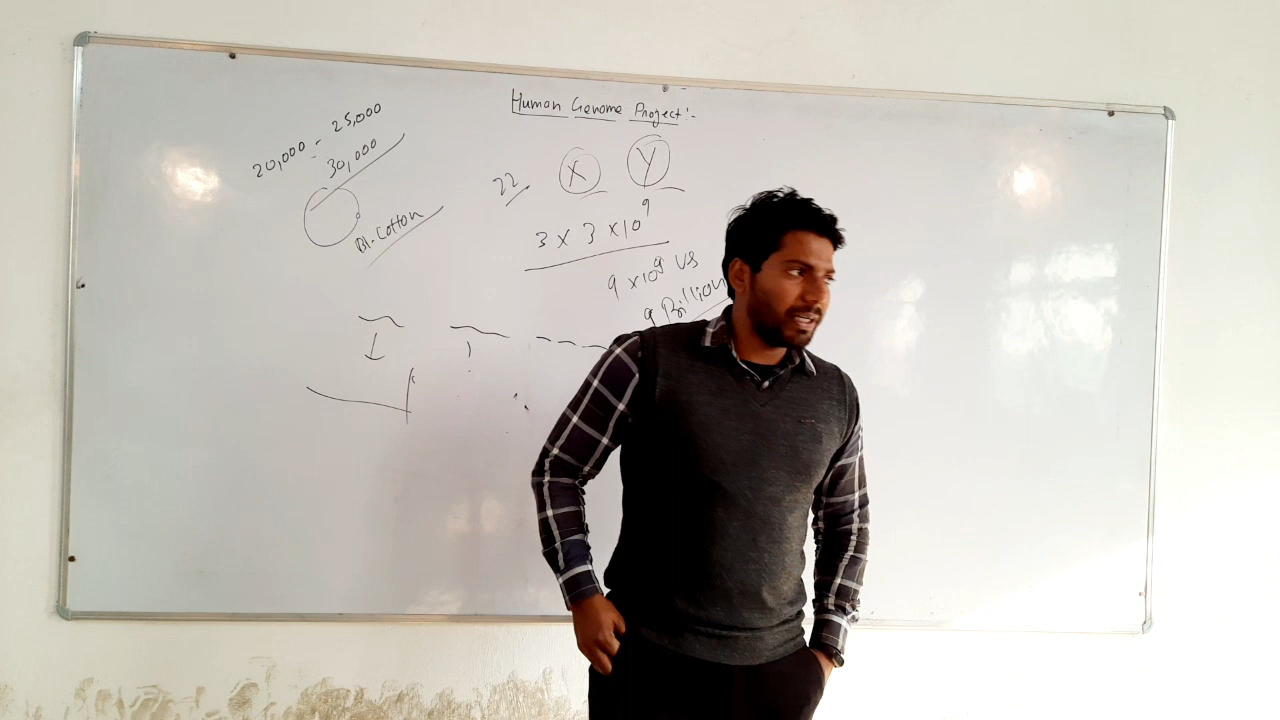 Human Genome Project:-
20,000 - 25,000
30,000
Bt. Cotton
22, X Y
3 x 3 x 10⁹
9 x 10⁹ US
9 Billion